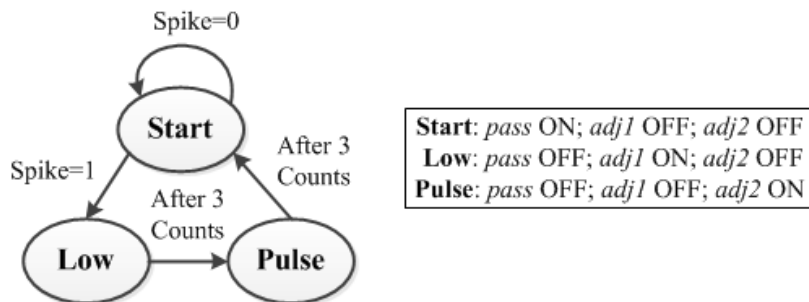 Spike=0
Start
Spike=1
After 3
Counts
After 3
Counts
Low
Pulse
Start: pass ON; adj1 OFF; adj2 OFF
Low: pass OFF; adj1 ON; adj2 OFF
Pulse: pass OFF; adj1 OFF; adj2 ON